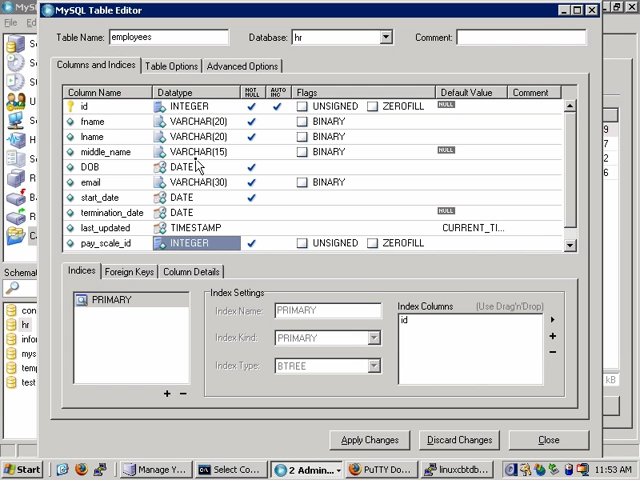 MySQL Table Editor
Table Name: employees Database: hr Comment:
Columns and Indices Table Options Advanced Options
Column Name Datatype NOT NULL AUTO INC Flags Default Value Comment
id INTEGER UNSIGNED ZEROFILL NULL
fname VARCHAR(20) BINARY
lname VARCHAR(20) BINARY
middle_name VARCHAR(15) BINARY NULL
DOB DATE
email VARCHAR(30) BINARY
start_date DATE
termination_date DATE NULL
last_updated TIMESTAMP CURRENT_TI...
pay_scale_id INTEGER UNSIGNED ZEROFILL
Schema
con
hr
infor
mys
temp
test
Indices Foreign Keys Column Details
PRIMARY
Index Settings
Index Name: PRIMARY
Index Kind: PRIMARY
Index Type: BTREE
Index Columns (Use Drag'n'Drop)
id
kB
Apply Changes Discard Changes Close
Start Manage Y... Select Co... 2 Admin... PuTTY Do... linuxcbtdb... 11:53 AM